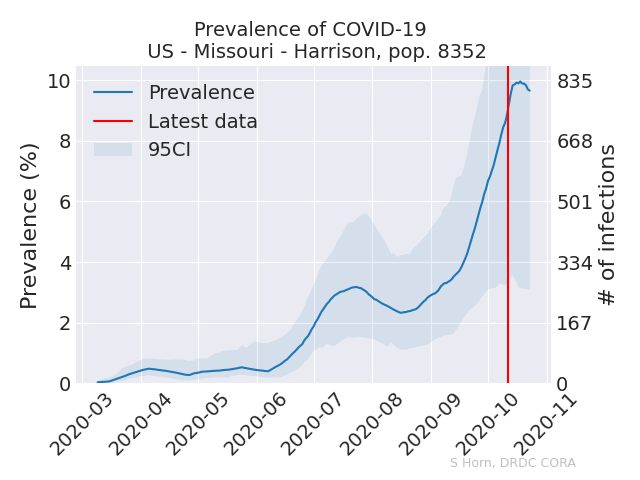 Prevalence of COVID-19
US - Missouri - Harrison, pop. 8352
Prevalence
Latest data
95CI
Prevalence (%)
10
8
6
4
2
0
835
668
501
334
167
0
# of infections
2020-03
2020-04
2020-05
2020-06
2020-07
2020-08
2020-09
2020-10
2020-11
S Horn, DRDC CORA